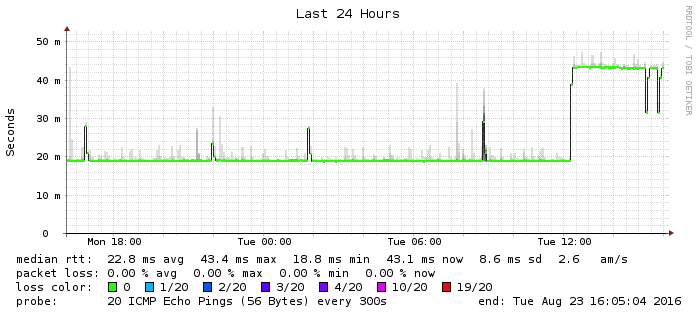 Last 24 Hours
RRDTOOL / TOBI OETIKER
Seconds
50 m
40 m
30 m
20 m
10 m
0
Mon 18:00 Tue 00:00 Tue 06:00 Tue 12:00
median rtt: 22.8 ms avg 43.4 ms max 18.8 ms min 43.1 ms now 8.6 ms sd 2.6 am/s
packet loss: 0.00 % avg 0.00 % max 0.00 % min 0.00 % now
loss color: 0 1/20 2/20 3/20 4/20 10/20 19/20
probe: 20 ICMP Echo Pings (56 Bytes) every 300s end: Tue Aug 23 16:05:04 2016